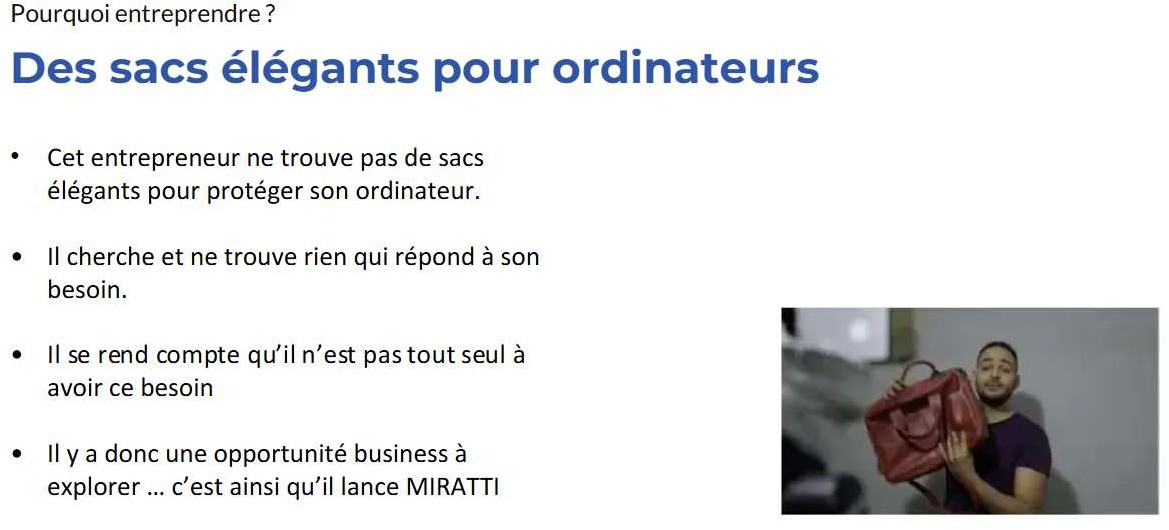 Pourquoi entreprendre ?
Des sacs élégants pour ordinateurs
• Cet entrepreneur ne trouve pas de sacs
élégants pour protéger son ordinateur.
• Il cherche et ne trouve rien qui répond à son
besoin.
• Il se rend compte qu’il n’est pas tout seul à
avoir ce besoin
• Il y a donc une opportunité business à
explorer … c’est ainsi qu’il lance MIRATTI